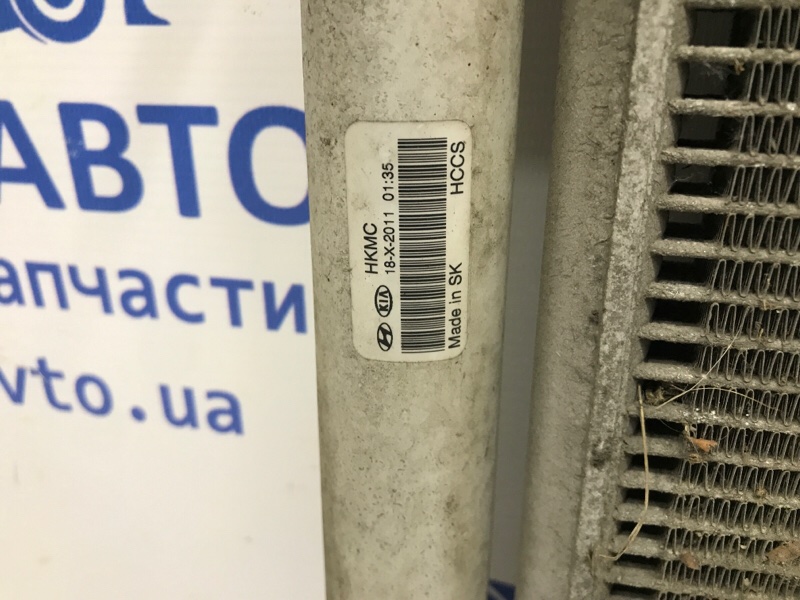 АВТО
апчасти
vto.ua
HKMC
KIA 18-X-2011 01:35
Made in SK HCCS